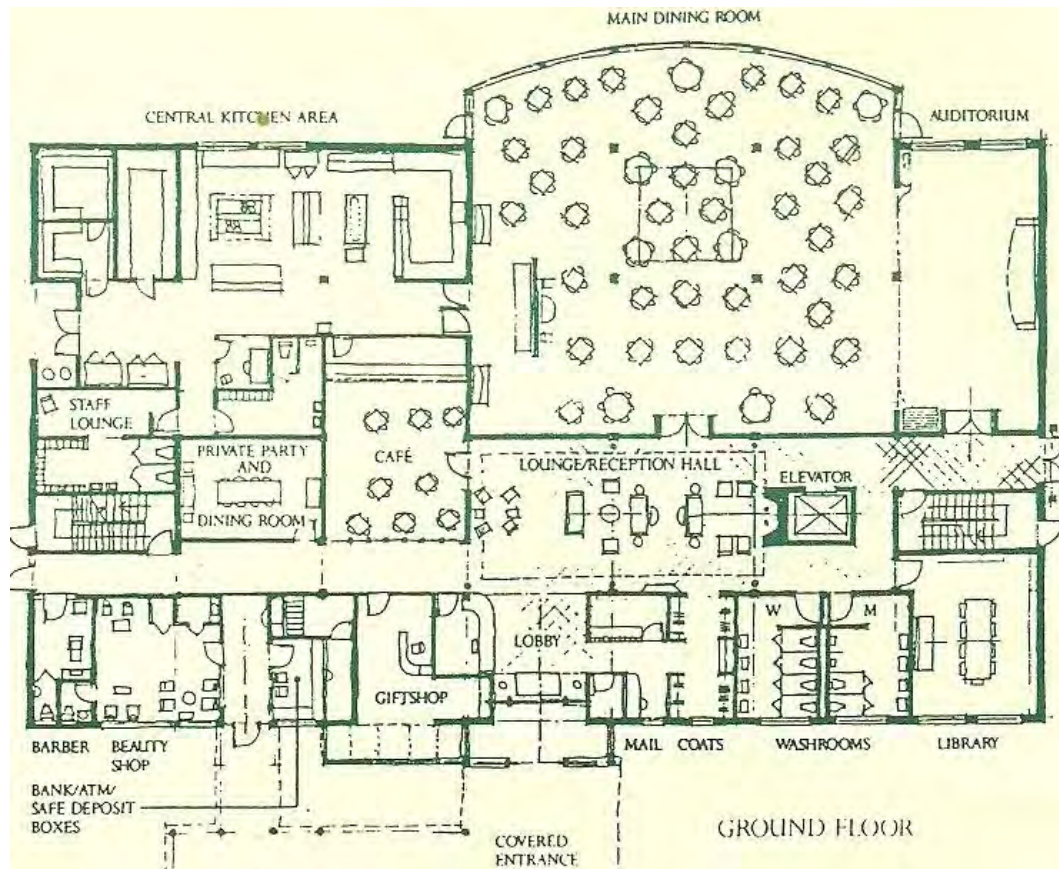 MAIN DINING ROOM
CENTRAL KITCHEN AREA
AUDITORIUM
STAFF
LOUNGE
PRIVATE PARTY
AND
DINING ROOM
CAFÉ
LOUNGE/RECEPTION HALL
ELEVATOR
W
M
LOBBY
GIFTSHOP
BARBER
BEAUTY
SHOP
MAIL
COATS
WASHROOMS
LIBRARY
BANK/ATM/
SAFE DEPOSIT
BOXES
COVERED
ENTRANCE
GROUND FLOOR